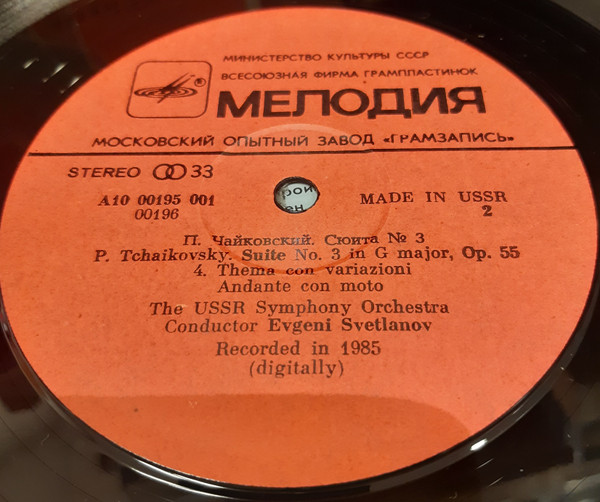 МИНИСТЕРСТВО КУЛЬТУРЫ СССР
ВСЕСОЮЗНАЯ ФИРМА ГРАМПЛАСТИНОК
МЕЛОДИЯ
МОСКОВСКИЙ ОПЫТНЫЙ ЗАВОД «ГРАМЗАПИСЬ»
STEREO 33
A10 00195 001
00196
MADE IN USSR
2
П. Чайковский. Сюита № 3
P. Tchaikovsky. Suite No. 3 in G major, Op. 55
4. Thema con variazioni
Andante con moto
The USSR Symphony Orchestra
Conductor Evgeni Svetlanov
Recorded in 1985
(digitally)